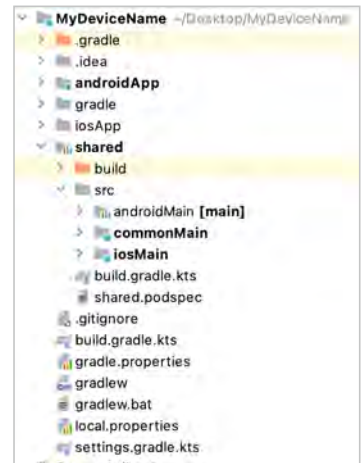 MyDeviceName ~/Desktop/MyDeviceName
.gradle
.idea
androidApp
gradle
iosApp
shared
build
src
androidMain [main]
commonMain
iosMain
build.gradle.kts
shared.podspec
.gitignore
build.gradle.kts
gradle.properties
gradlew
gradlew.bat
local.properties
settings.gradle.kts